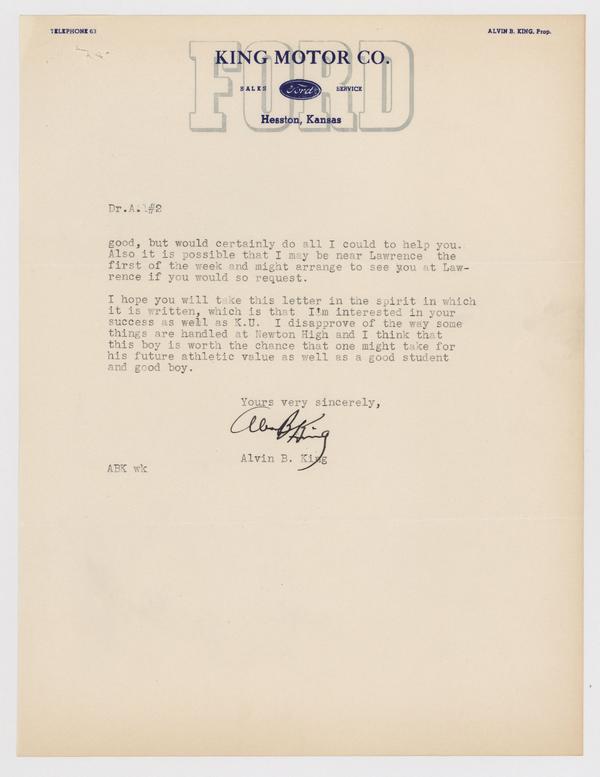 TELEPHONE 63
ALVIN B. KING, Prop.
FORD
KING MOTOR CO.
SALES Ford SERVICE
Hesston, Kansas
Dr.A. #2
good, but would certainly do all I could to help you.
Also it is possible that I may be near Lawrence the
first of the week and might arrange to see you at Law-
rence if you would so request.
I hope you will take this letter in the spirit in which
it is written, which is that I'm interested in your
success as well as K.U. I disapprove of the way some
things are handled at Newton High and I think that
this boy is worth the chance that one might take for
his future athletic value as well as a good student
and good boy.
Yours very sincerely,
Alvin B. King
Alvin B. King
ABK wk